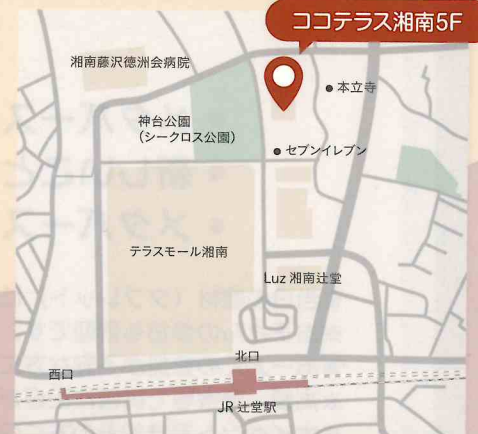 ココテラス湘南5F
湘南藤沢徳洲会病院
本立寺
神台公園
（シークロス公園）
セブンイレブン
テラスモール湘南
Luz 湘南辻堂
北口
西口
JR 辻堂駅